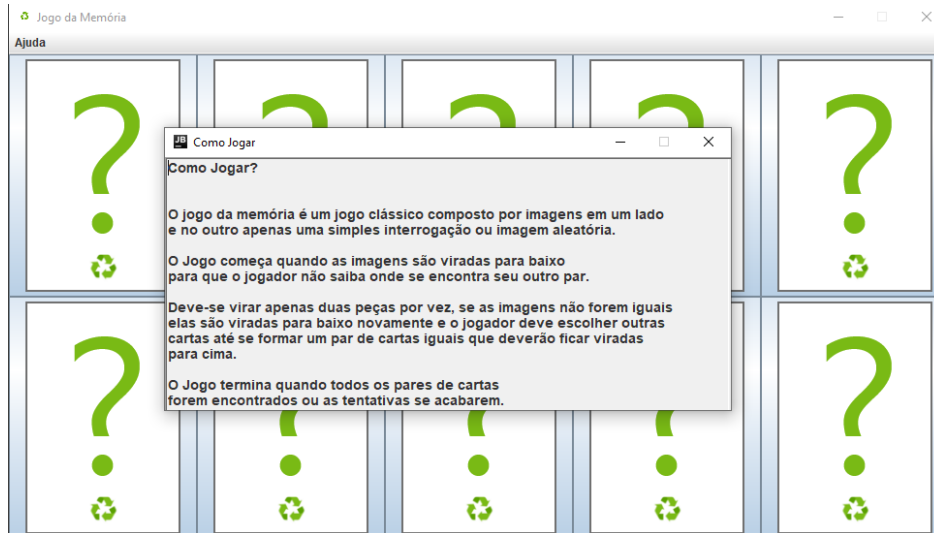 Jogo da Memória
Ajuda
?
?
?
?
?
JB
Como Jogar
Como Jogar?
O jogo da memória é um jogo clássico composto por imagens em um lado
e no outro apenas uma simples interrogação ou imagem aleatória.
O Jogo começa quando as imagens são viradas para baixo
para que o jogador não saiba onde se encontra seu outro par.
Deve-se virar apenas duas peças por vez, se as imagens não forem iguais
elas são viradas para baixo novamente e o jogador deve escolher outras
cartas até se formar um par de cartas iguais que deverão ficar viradas
para cima.
O Jogo termina quando todos os pares de cartas
forem encontrados ou as tentativas se acabarem.
?
?
?
?
?